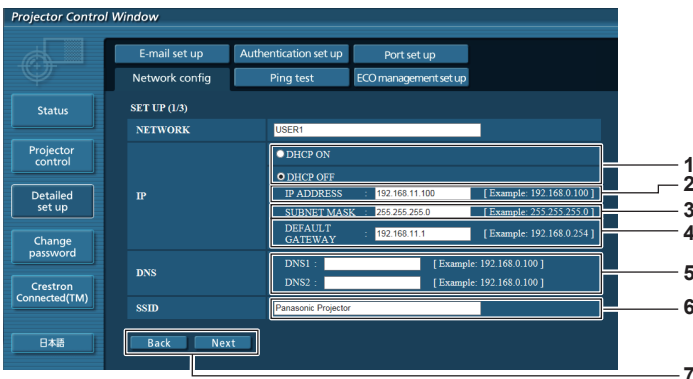 Projector Control Window
E-mail set up
Authentication set up
Port set up
Network config
Ping test
ECO management set up
Status
Projector
control
Detailed
set up
Change
password
Crestron
Connected(TM)
日本語
SET UP (1/3)
NETWORK
USER1
IP
DHCP ON
DHCP OFF
1
IP ADDRESS : 192.168.11.100 [ Example: 192.168.0.100 ]
2
SUBNET MASK : 255.255.255.0 [ Example: 255.255.255.0 ]
3
DEFAULT
GATEWAY : 192.168.11.1 [ Example: 192.168.0.254 ]
4
DNS
DNS1 : [ Example: 192.168.0.100 ]
DNS2 : [ Example: 192.168.0.100 ]
5
SSID
Panasonic Projector
6
Back
Next
7